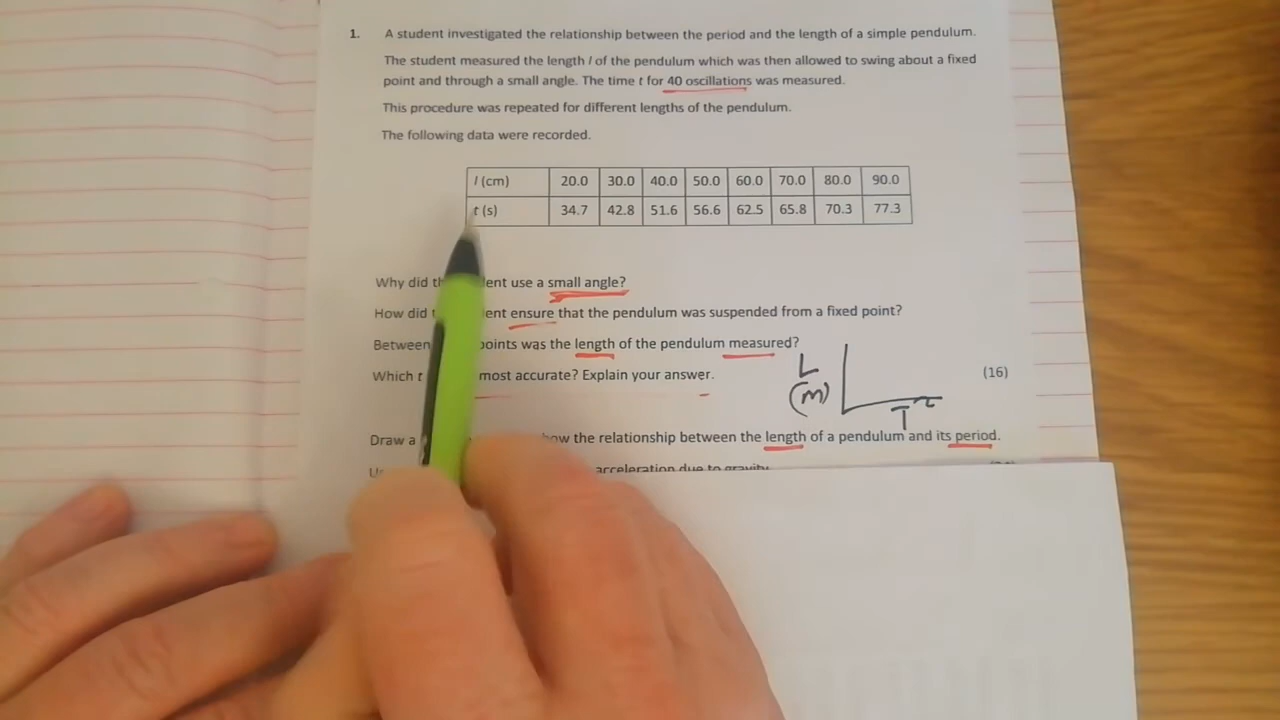 1. A student investigated the relationship between the period and the length of a simple pendulum.
The student measured the length l of the pendulum which was then allowed to swing about a fixed
point and through a small angle. The time t for 40 oscillations was measured.
This procedure was repeated for different lengths of the pendulum.
The following data were recorded.
l (cm) 20.0 30.0 40.0 50.0 60.0 70.0 80.0 90.0
t (s) 34.7 42.8 51.6 56.6 62.5 65.8 70.3 77.3
Why did use a small angle?
How did ensure that the pendulum was suspended from a fixed point?
Between points was the length of the pendulum measured?
Which t most accurate? Explain your answer. (16)
L
(m)
T
Draw a the relationship between the length of a pendulum and its period.
acceleration due to gravity